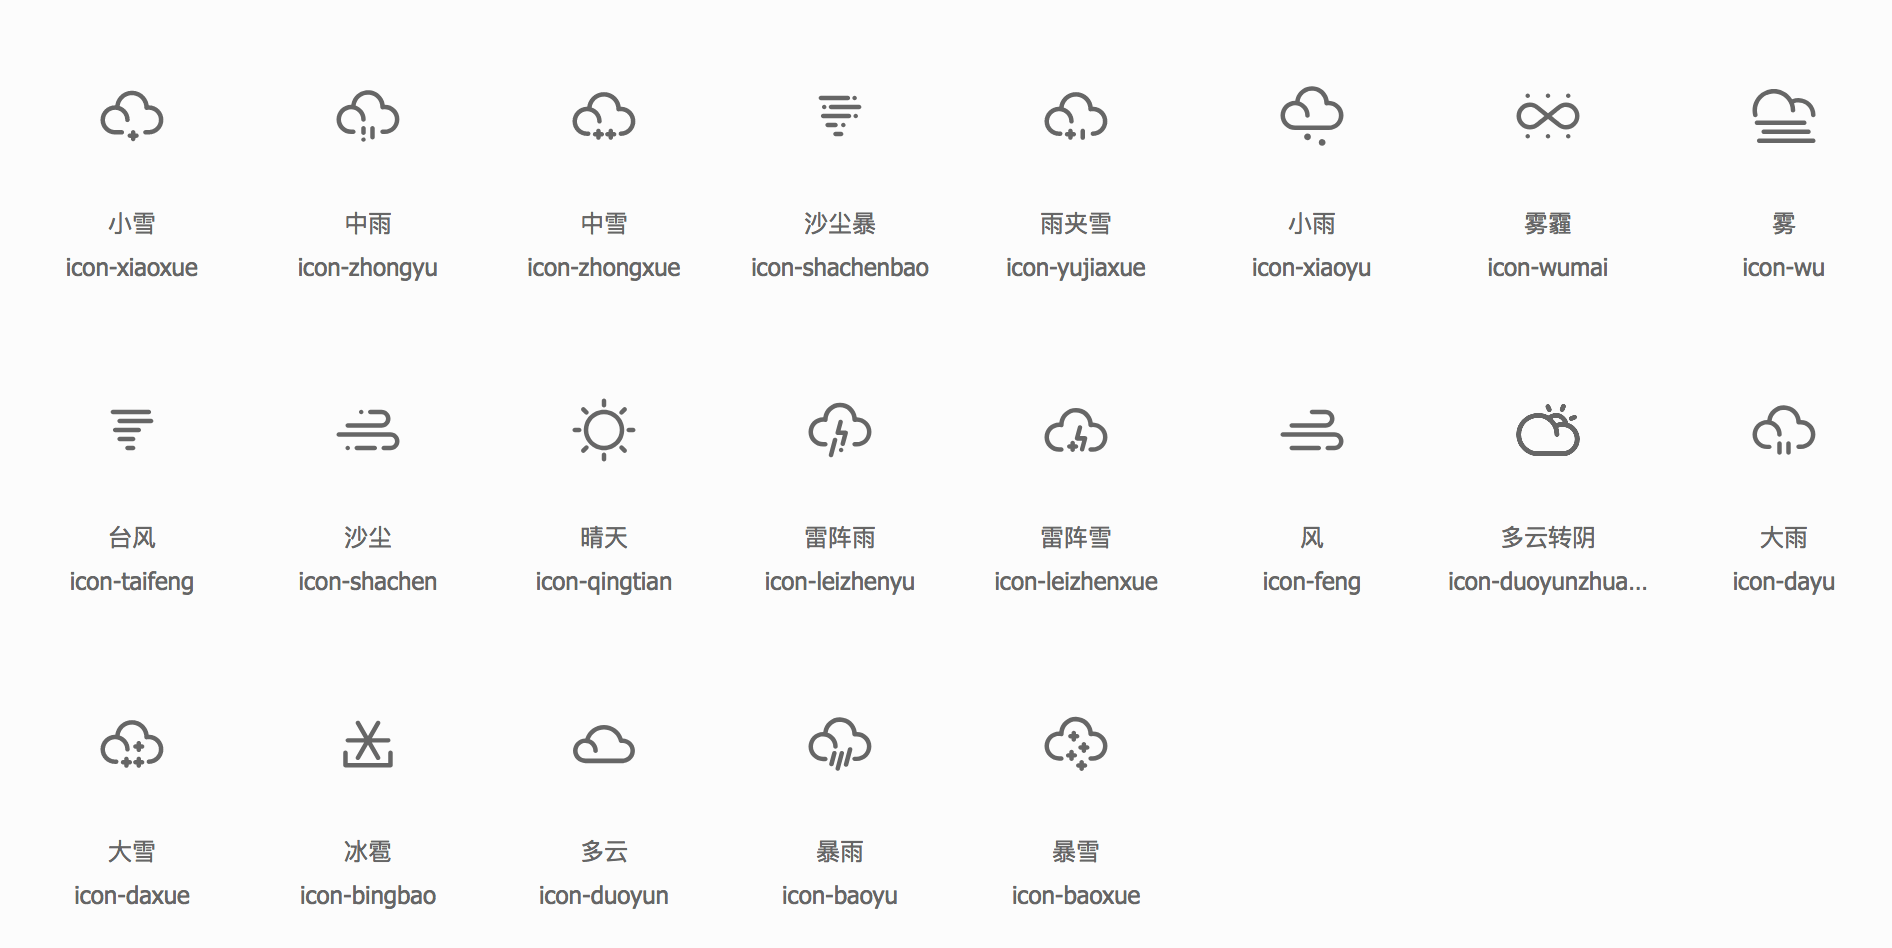 小雪 中雨 中雪 沙尘暴 雨夹雪 小雨 雾霾 雾
icon-xiaoxue icon-zhongyu icon-zhongxue icon-shachenbao icon-yujiaxue icon-xiaoyu icon-wumai icon-wu
台风 沙尘 晴天 雷阵雨 雷阵雪 风 多云转阴 大雨
icon-taifeng icon-shachen icon-qingtian icon-leizhenyu icon-leizhenxue icon-feng icon-duoyunzhua... icon-dayu
大雪 冰雹 多云 暴雨 暴雪
icon-daxue icon-bingbao icon-duoyun icon-baoyu icon-baoxue